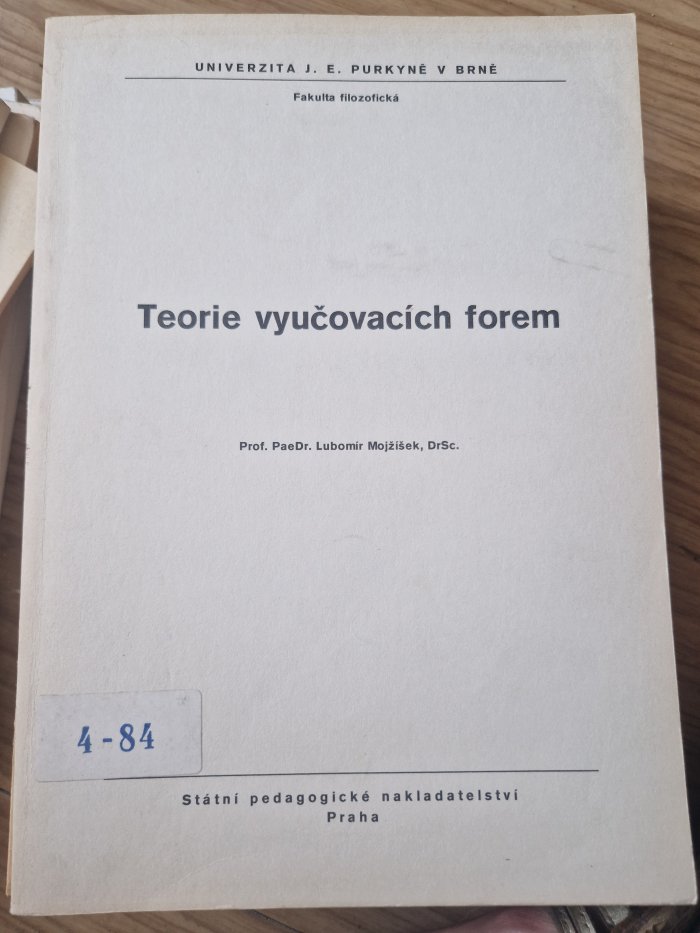 UNIVERZITA J. E. PURKYNĚ V BRNĚ
Fakulta filozofická
Teorie vyučovacích forem
Prof. PaeDr. Lubomír Mojžíšek, DrSc.
4-84
Státní pedagogické nakladatelství
Praha